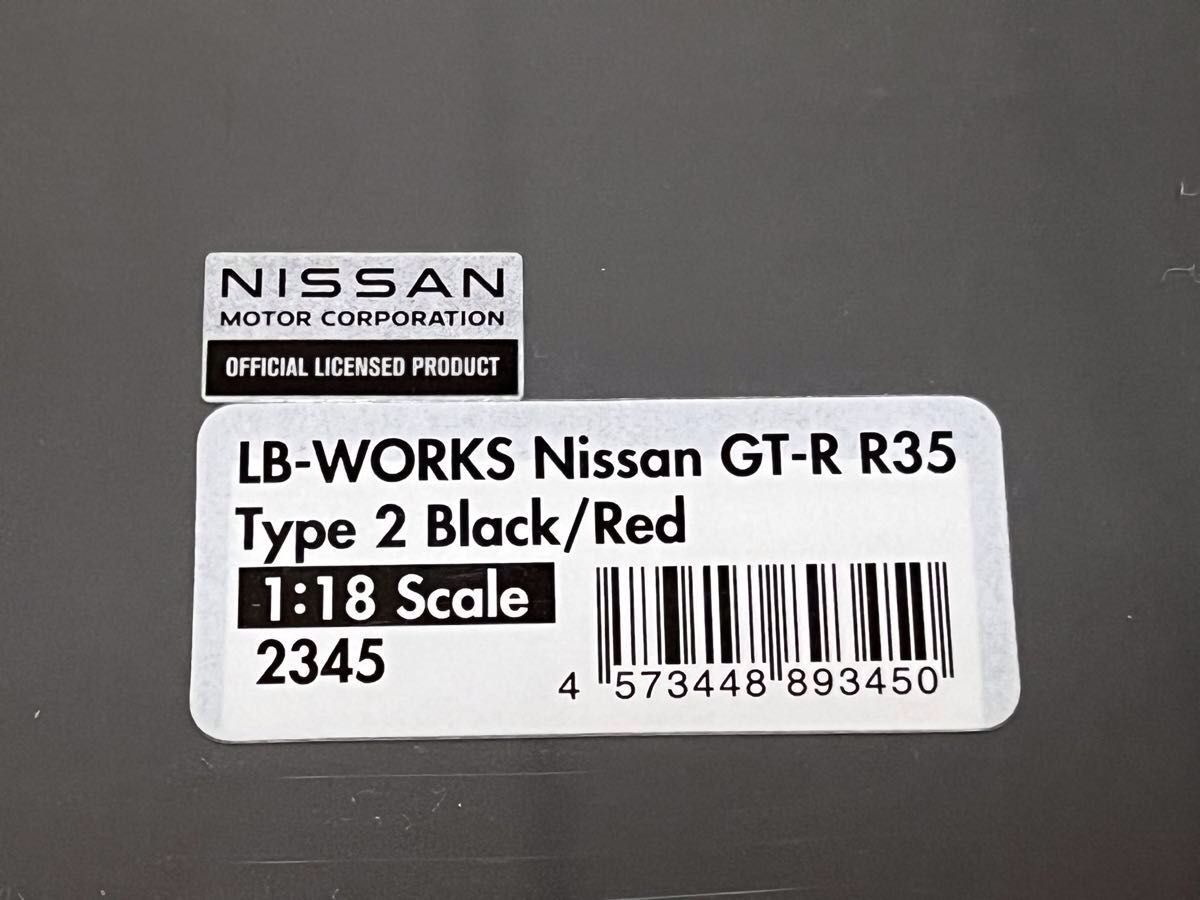 NISSAN
MOTOR CORPORATION
OFFICIAL LICENSED PRODUCT
LB-WORKS Nissan GT-R R35
Type 2 Black/Red
1:18 Scale
2345
4 573448 893450